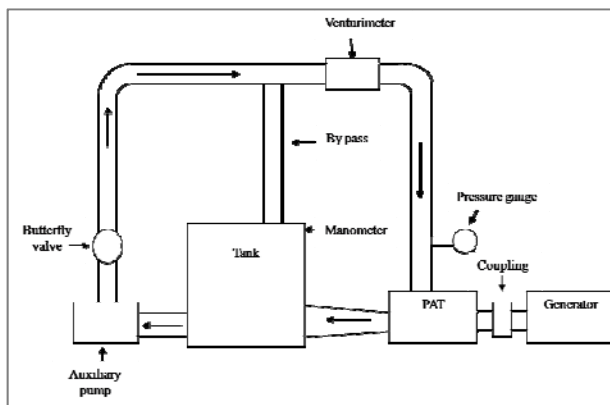 Venturimeter
By pass
Pressure gauge
Butterfly
valve
Tank
Manometer
Coupling
PAT
Generator
Auxiliary
pump